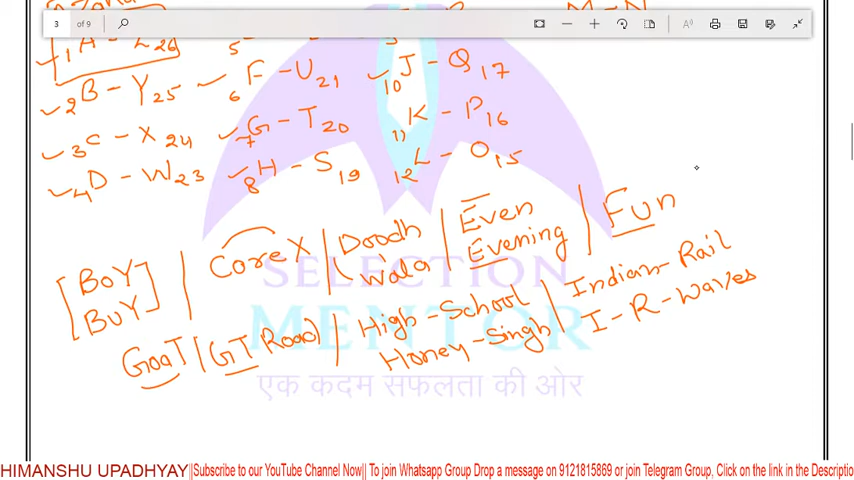 3 of 9
1 A - Z 26
2 B - Y 25 6 F - U 21 10 J - Q 17
3 C - X 24 7 G - T 20 11 K - P 16
4 D - W 23 8 H - S 19 12 L - O 15
[BoY | CoreX | Doodh | Even | Fun
BuY] Wala Evening
GoaT | GT Road | High-School | Indian-Rail
Honey-Singh I-R-Waves
SELECTION
MENTOR
एक कदम सफलता की ओर
HIMANSHU UPADHYAY||Subscribe to our YouTube Channel Now|| To join Whatsapp Group Drop a message on 9121815869 or join Telegram Group, Click on the link in the Descriptio